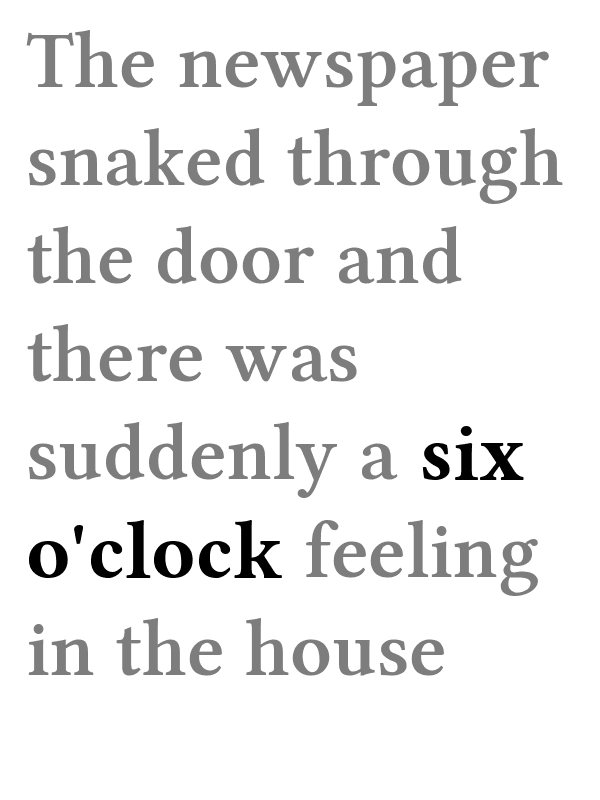 The newspaper
snaked through
the door and
there was
suddenly a six
o'clock feeling
in the house